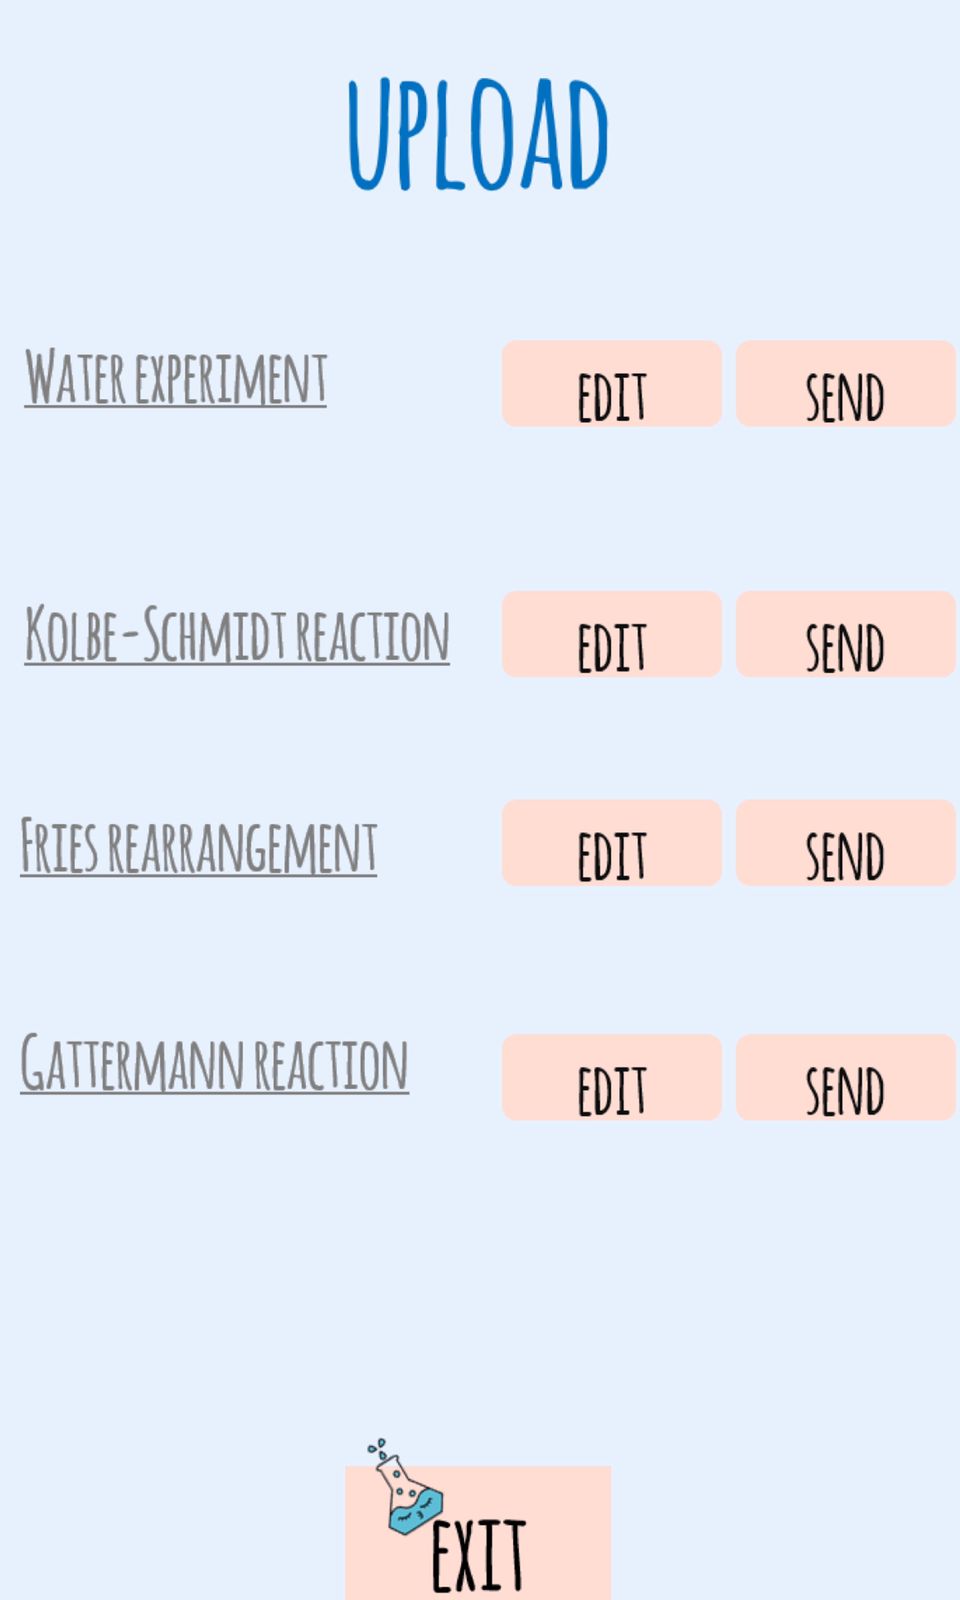 UPLOAD
WATER EXPERIMENT EDIT SEND
KOLBE-SCHMIDT REACTION EDIT SEND
FRIES REARRANGEMENT EDIT SEND
GATTERMANN REACTION EDIT SEND
EXIT